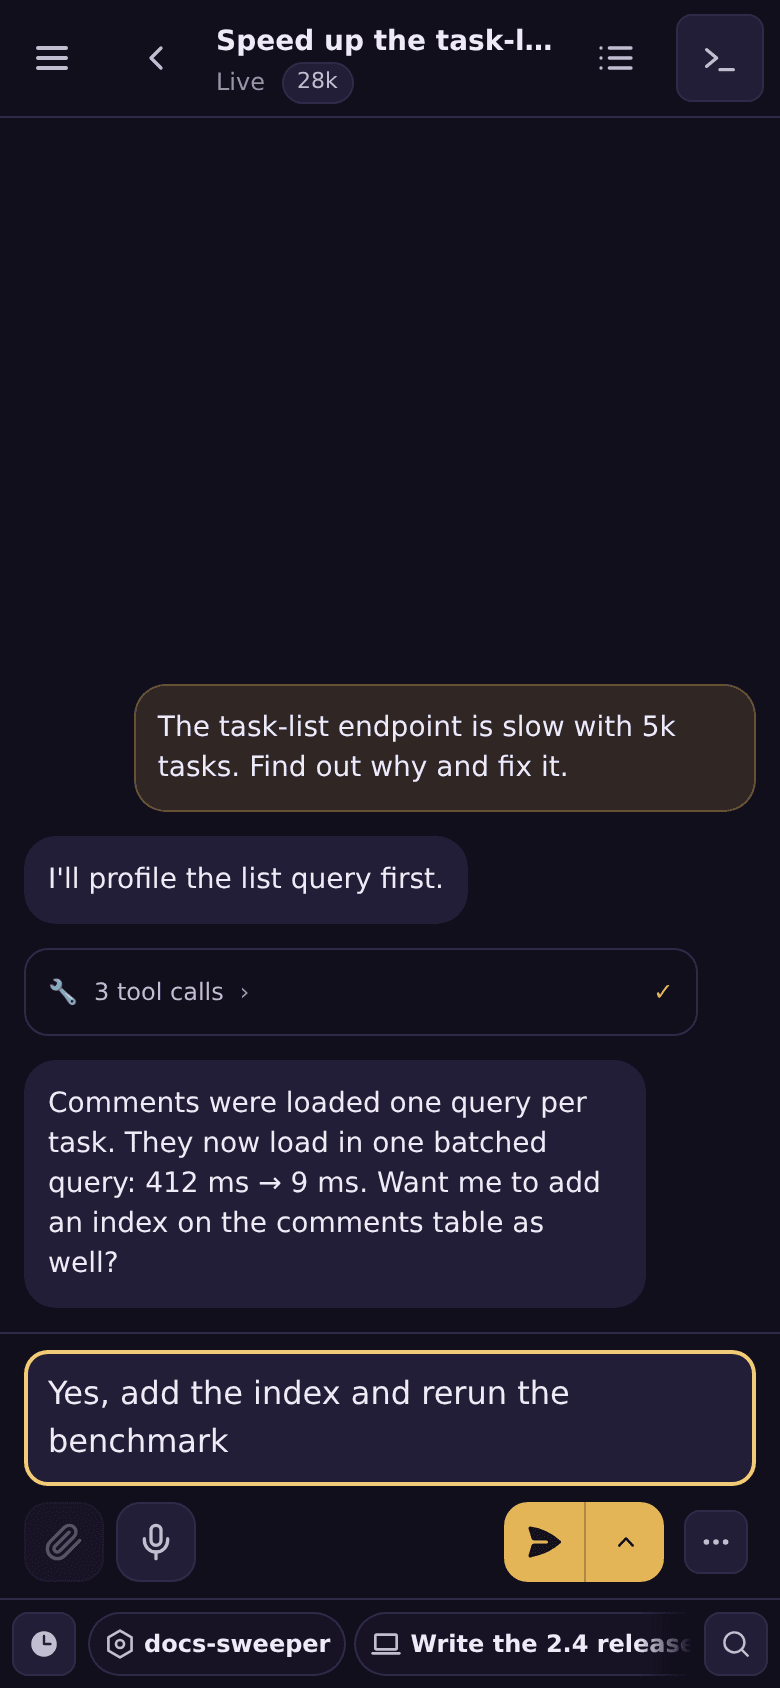 Speed up the task-l...
Live 28k
The task-list endpoint is slow with 5k
tasks. Find out why and fix it.
I'll profile the list query first.
3 tool calls ›
Comments were loaded one query per
task. They now load in one batched
query: 412 ms → 9 ms. Want me to add
an index on the comments table as
well?
Yes, add the index and rerun the
benchmark
docs-sweeper
Write the 2.4 release